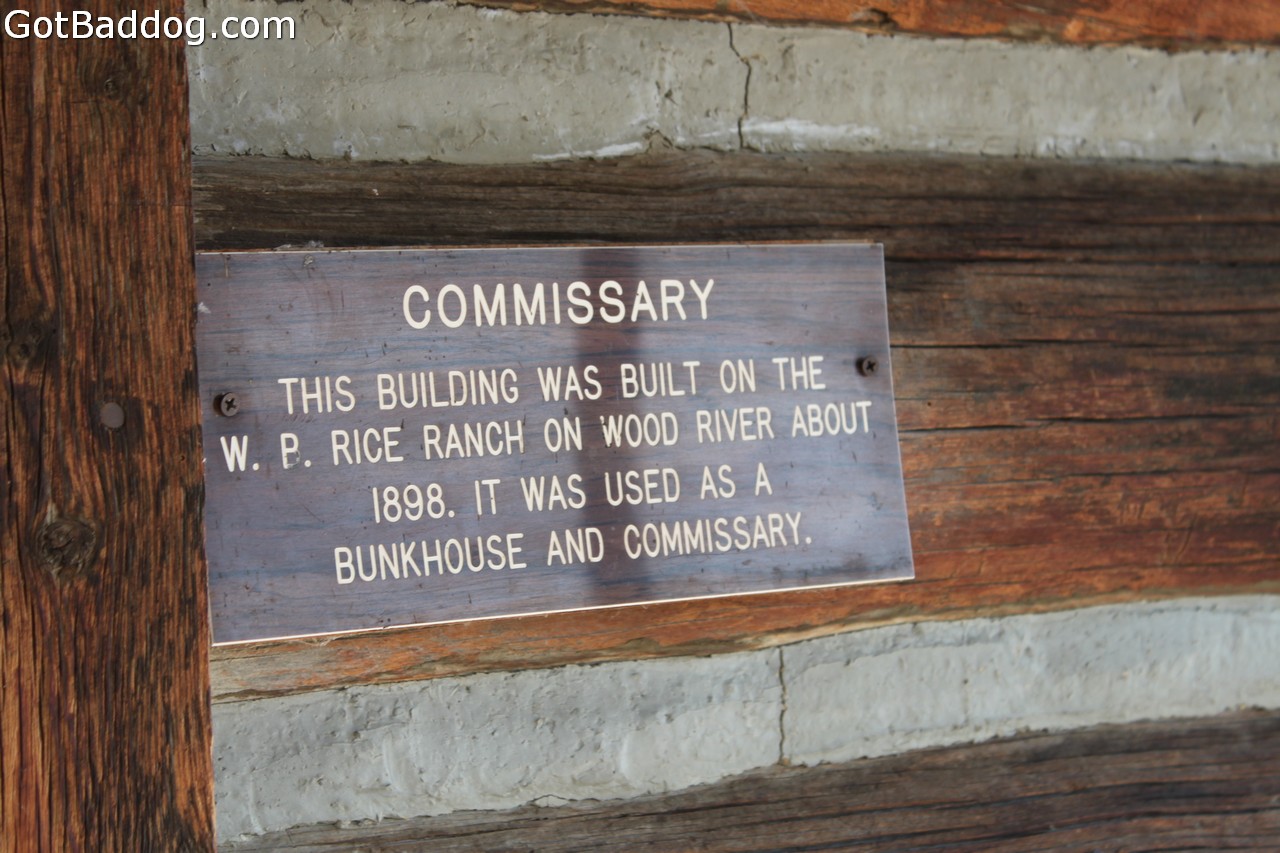 GotBaddog.com
COMMISSARY
THIS BUILDING WAS BUILT ON THE
W. B. RICE RANCH ON WOOD RIVER ABOUT
1898. IT WAS USED AS A
BUNKHOUSE AND COMMISSARY.